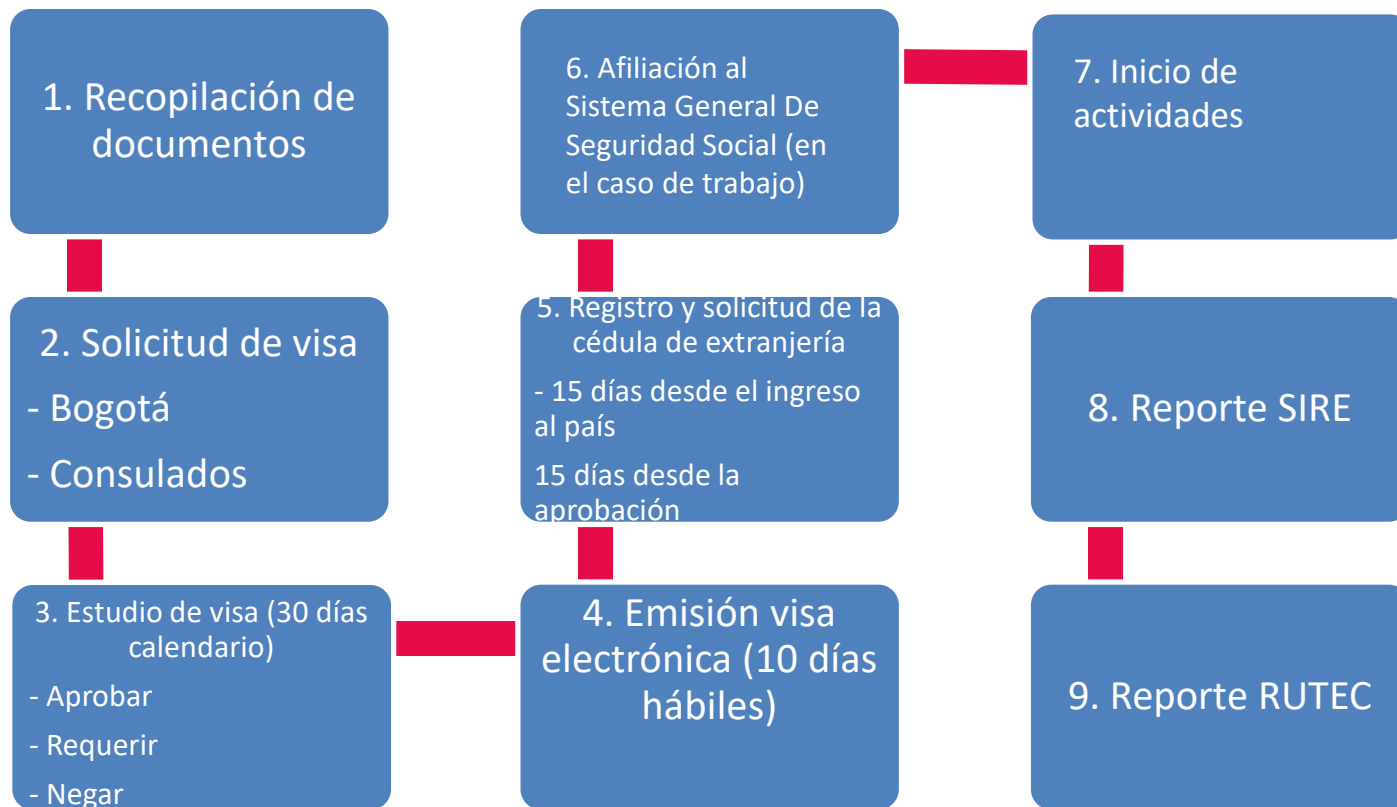 1. Recopilación de
documentos
2. Solicitud de visa
- Bogotá
- Consulados
3. Estudio de visa (30 días
calendario)
- Aprobar
- Requerir
- Negar
4. Emisión visa
electrónica (10 días
hábiles)
5. Registro y solicitud de la
cédula de extranjería
- 15 días desde el ingreso
al país
15 días desde la
aprobación
6. Afiliación al
Sistema General De
Seguridad Social (en
el caso de trabajo)
7. Inicio de
actividades
8. Reporte SIRE
9. Reporte RUTEC